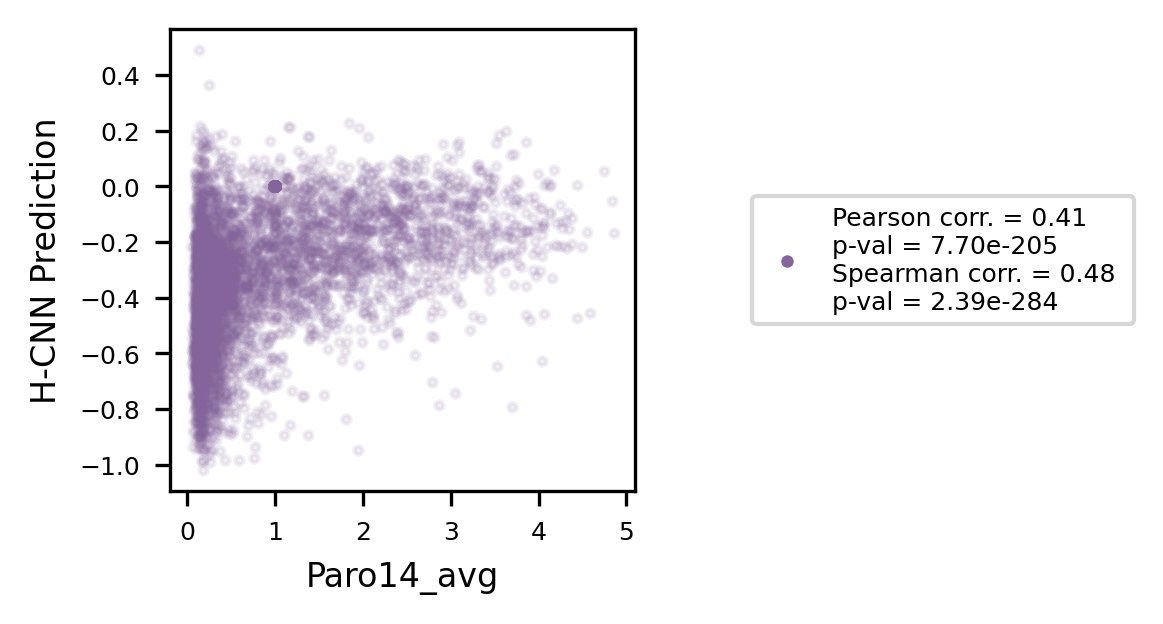 H-CNN Prediction
0.4
0.2
0.0
−0.2
−0.4
−0.6
−0.8
−1.0
0 1 2 3 4 5
Paro14_avg
Pearson corr. = 0.41
p-val = 7.70e-205
Spearman corr. = 0.48
p-val = 2.39e-284